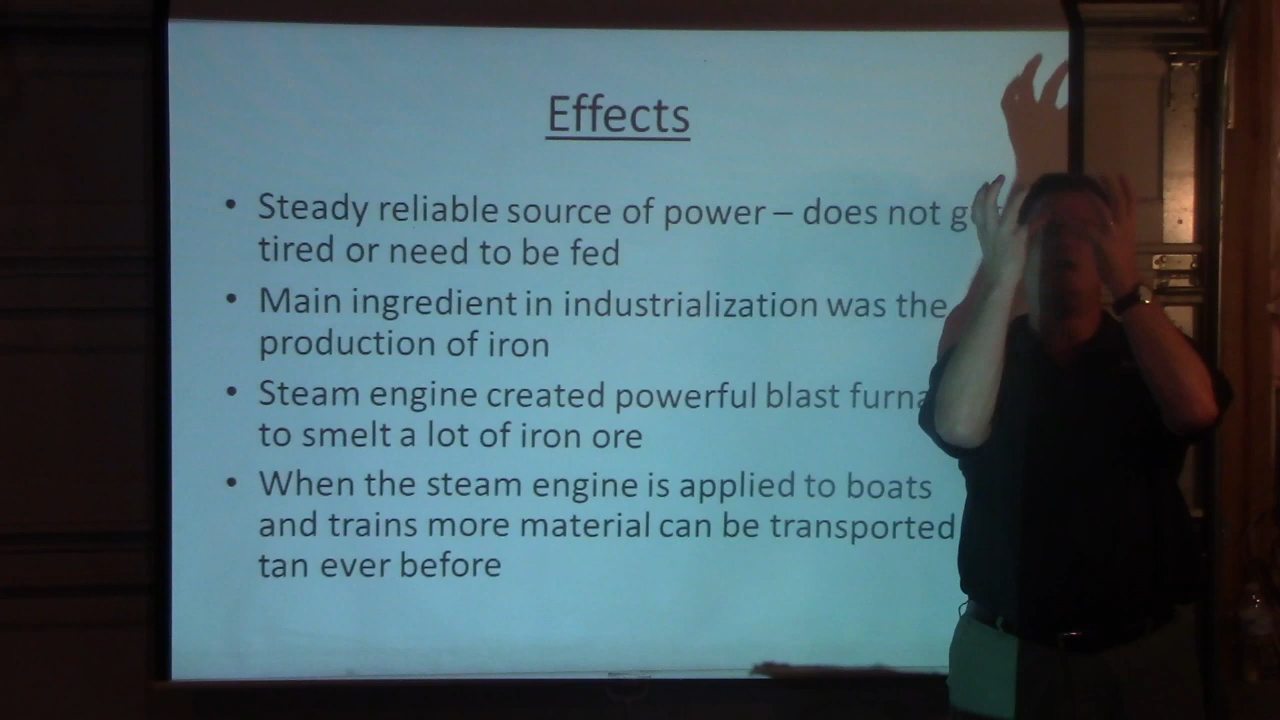 Effects
• Steady reliable source of power – does not
tired or need to be fed
• Main ingredient in industrialization was the
production of iron
• Steam engine created powerful blast
to smelt a lot of iron ore
• When the steam engine is applied to boats
and trains more material can be transported
tan ever before